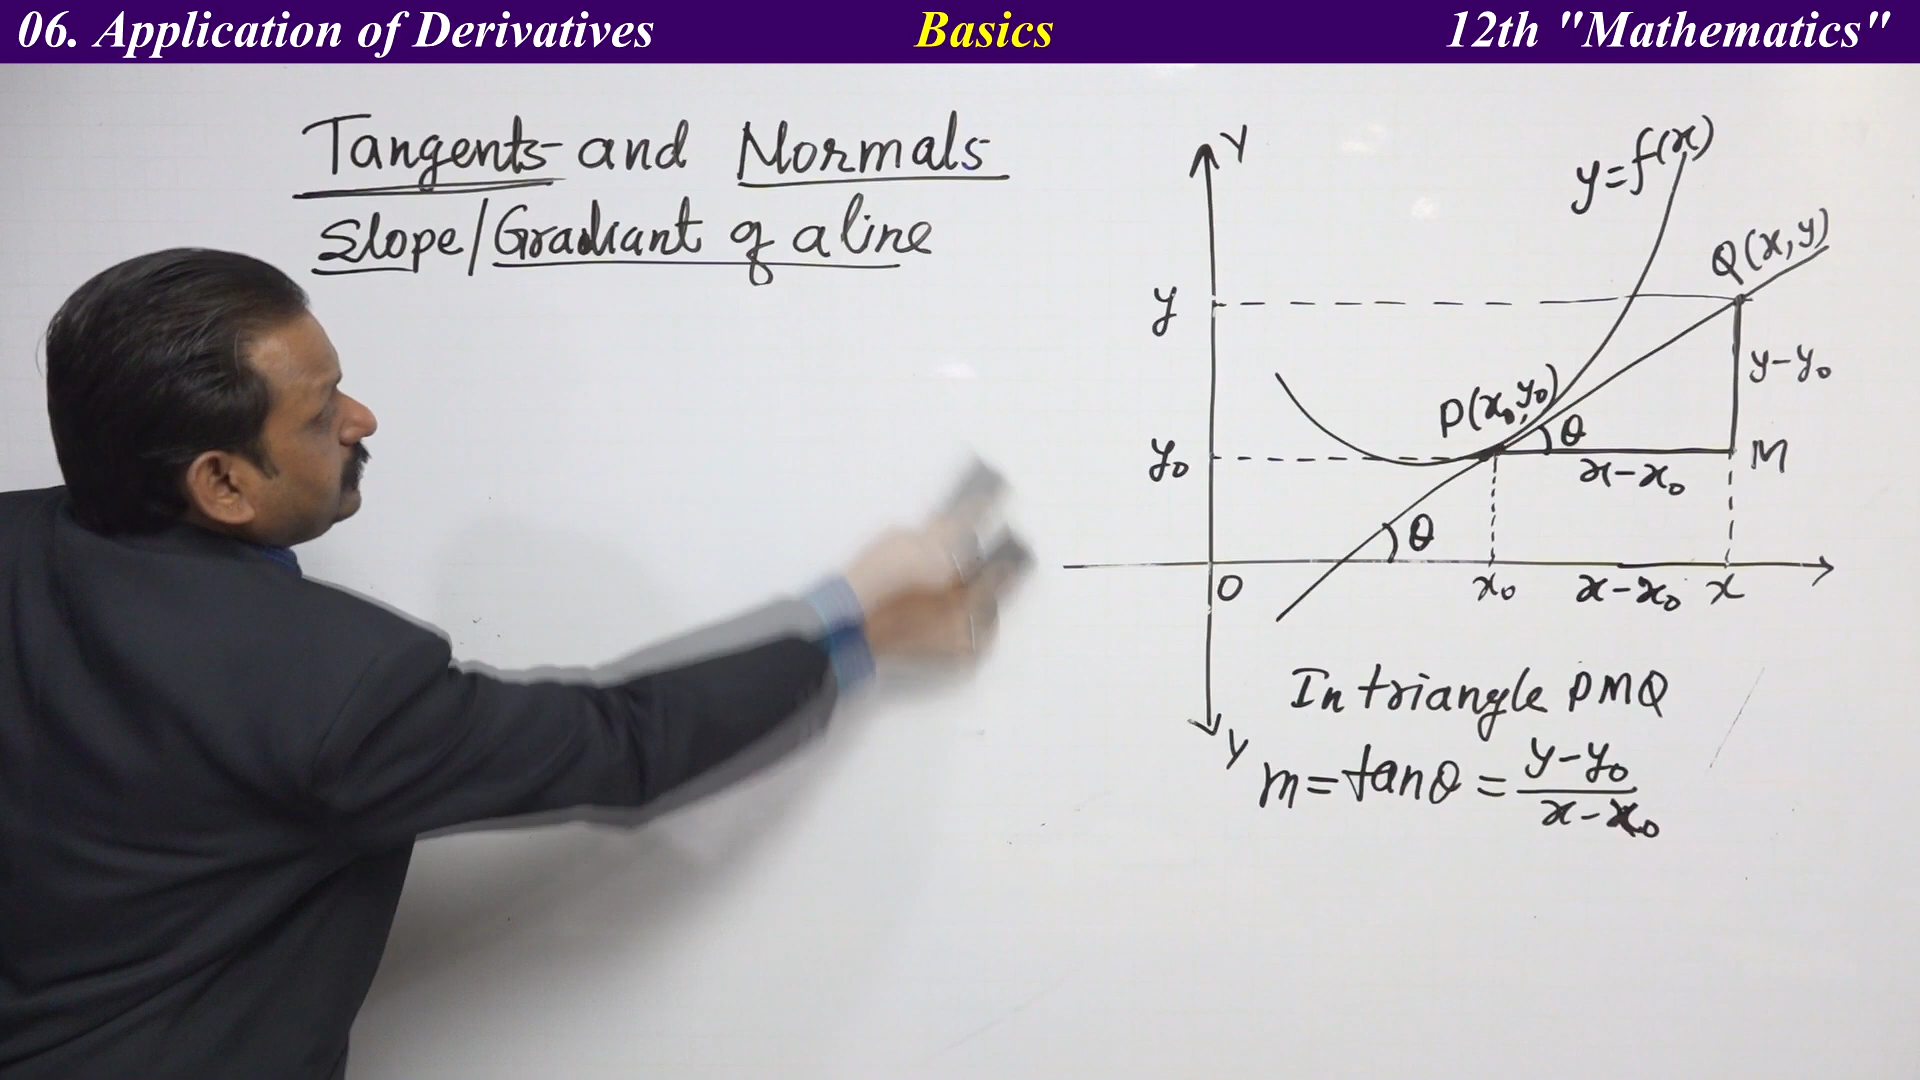 06. Application of Derivatives Basics 12th "Mathematics"
Tangents and Normals
Slope/Gradiant of a line
Y
y=f(x)
Q(x,y)
y
y-y₀
P(x₀,y₀)
θ
y₀
M
x-x₀
θ
O
x₀
x-x₀
x
Y
In triangle PMQ
m=tanθ = y-y₀/x-x₀